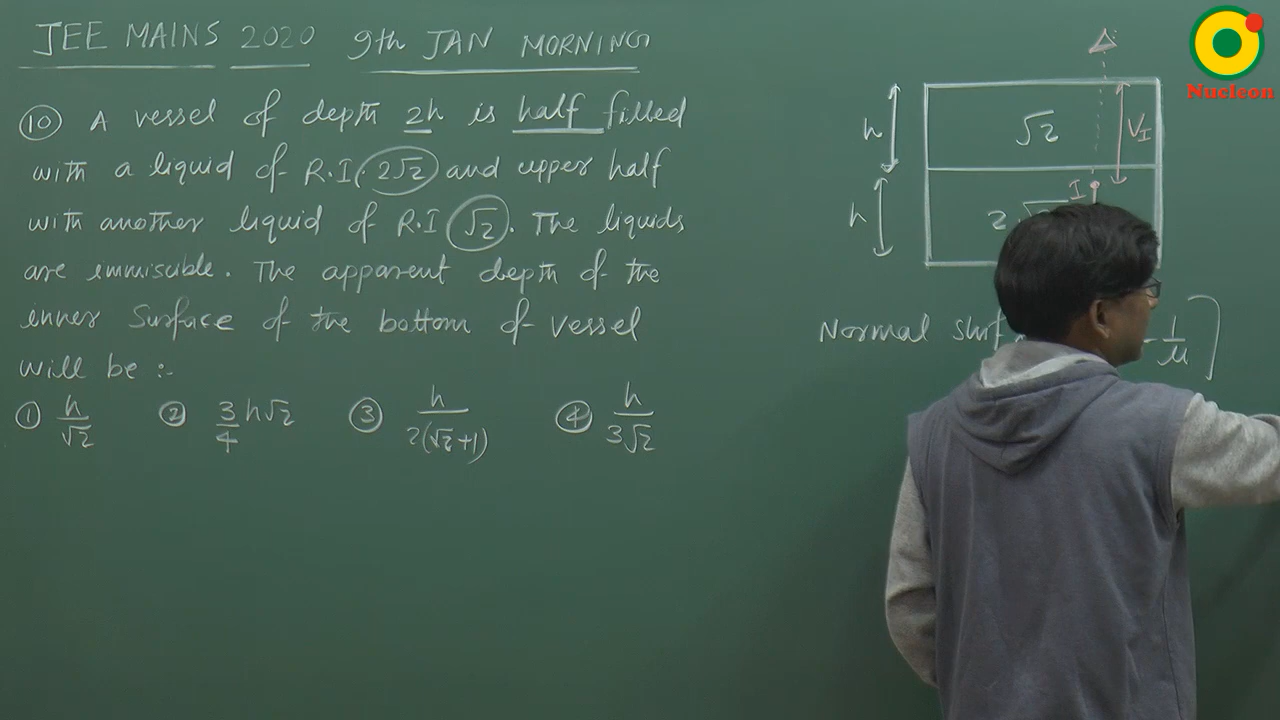 JEE MAINS 2020 9th JAN MORNING
Nucleon
(10) A vessel of depth 2h is half filled
with a liquid of R.I. 2√2 and upper half
with another liquid of R.I √2. The liquids
are immiscible. The apparent depth of the
inner surface of the bottom of vessel
will be :-
(1) h/√2 (2) 3/4 h√2 (3) h/2(√2+1) (4) h/3√2
h √2 V_I
I
h 2
Normal
- 1/μ]